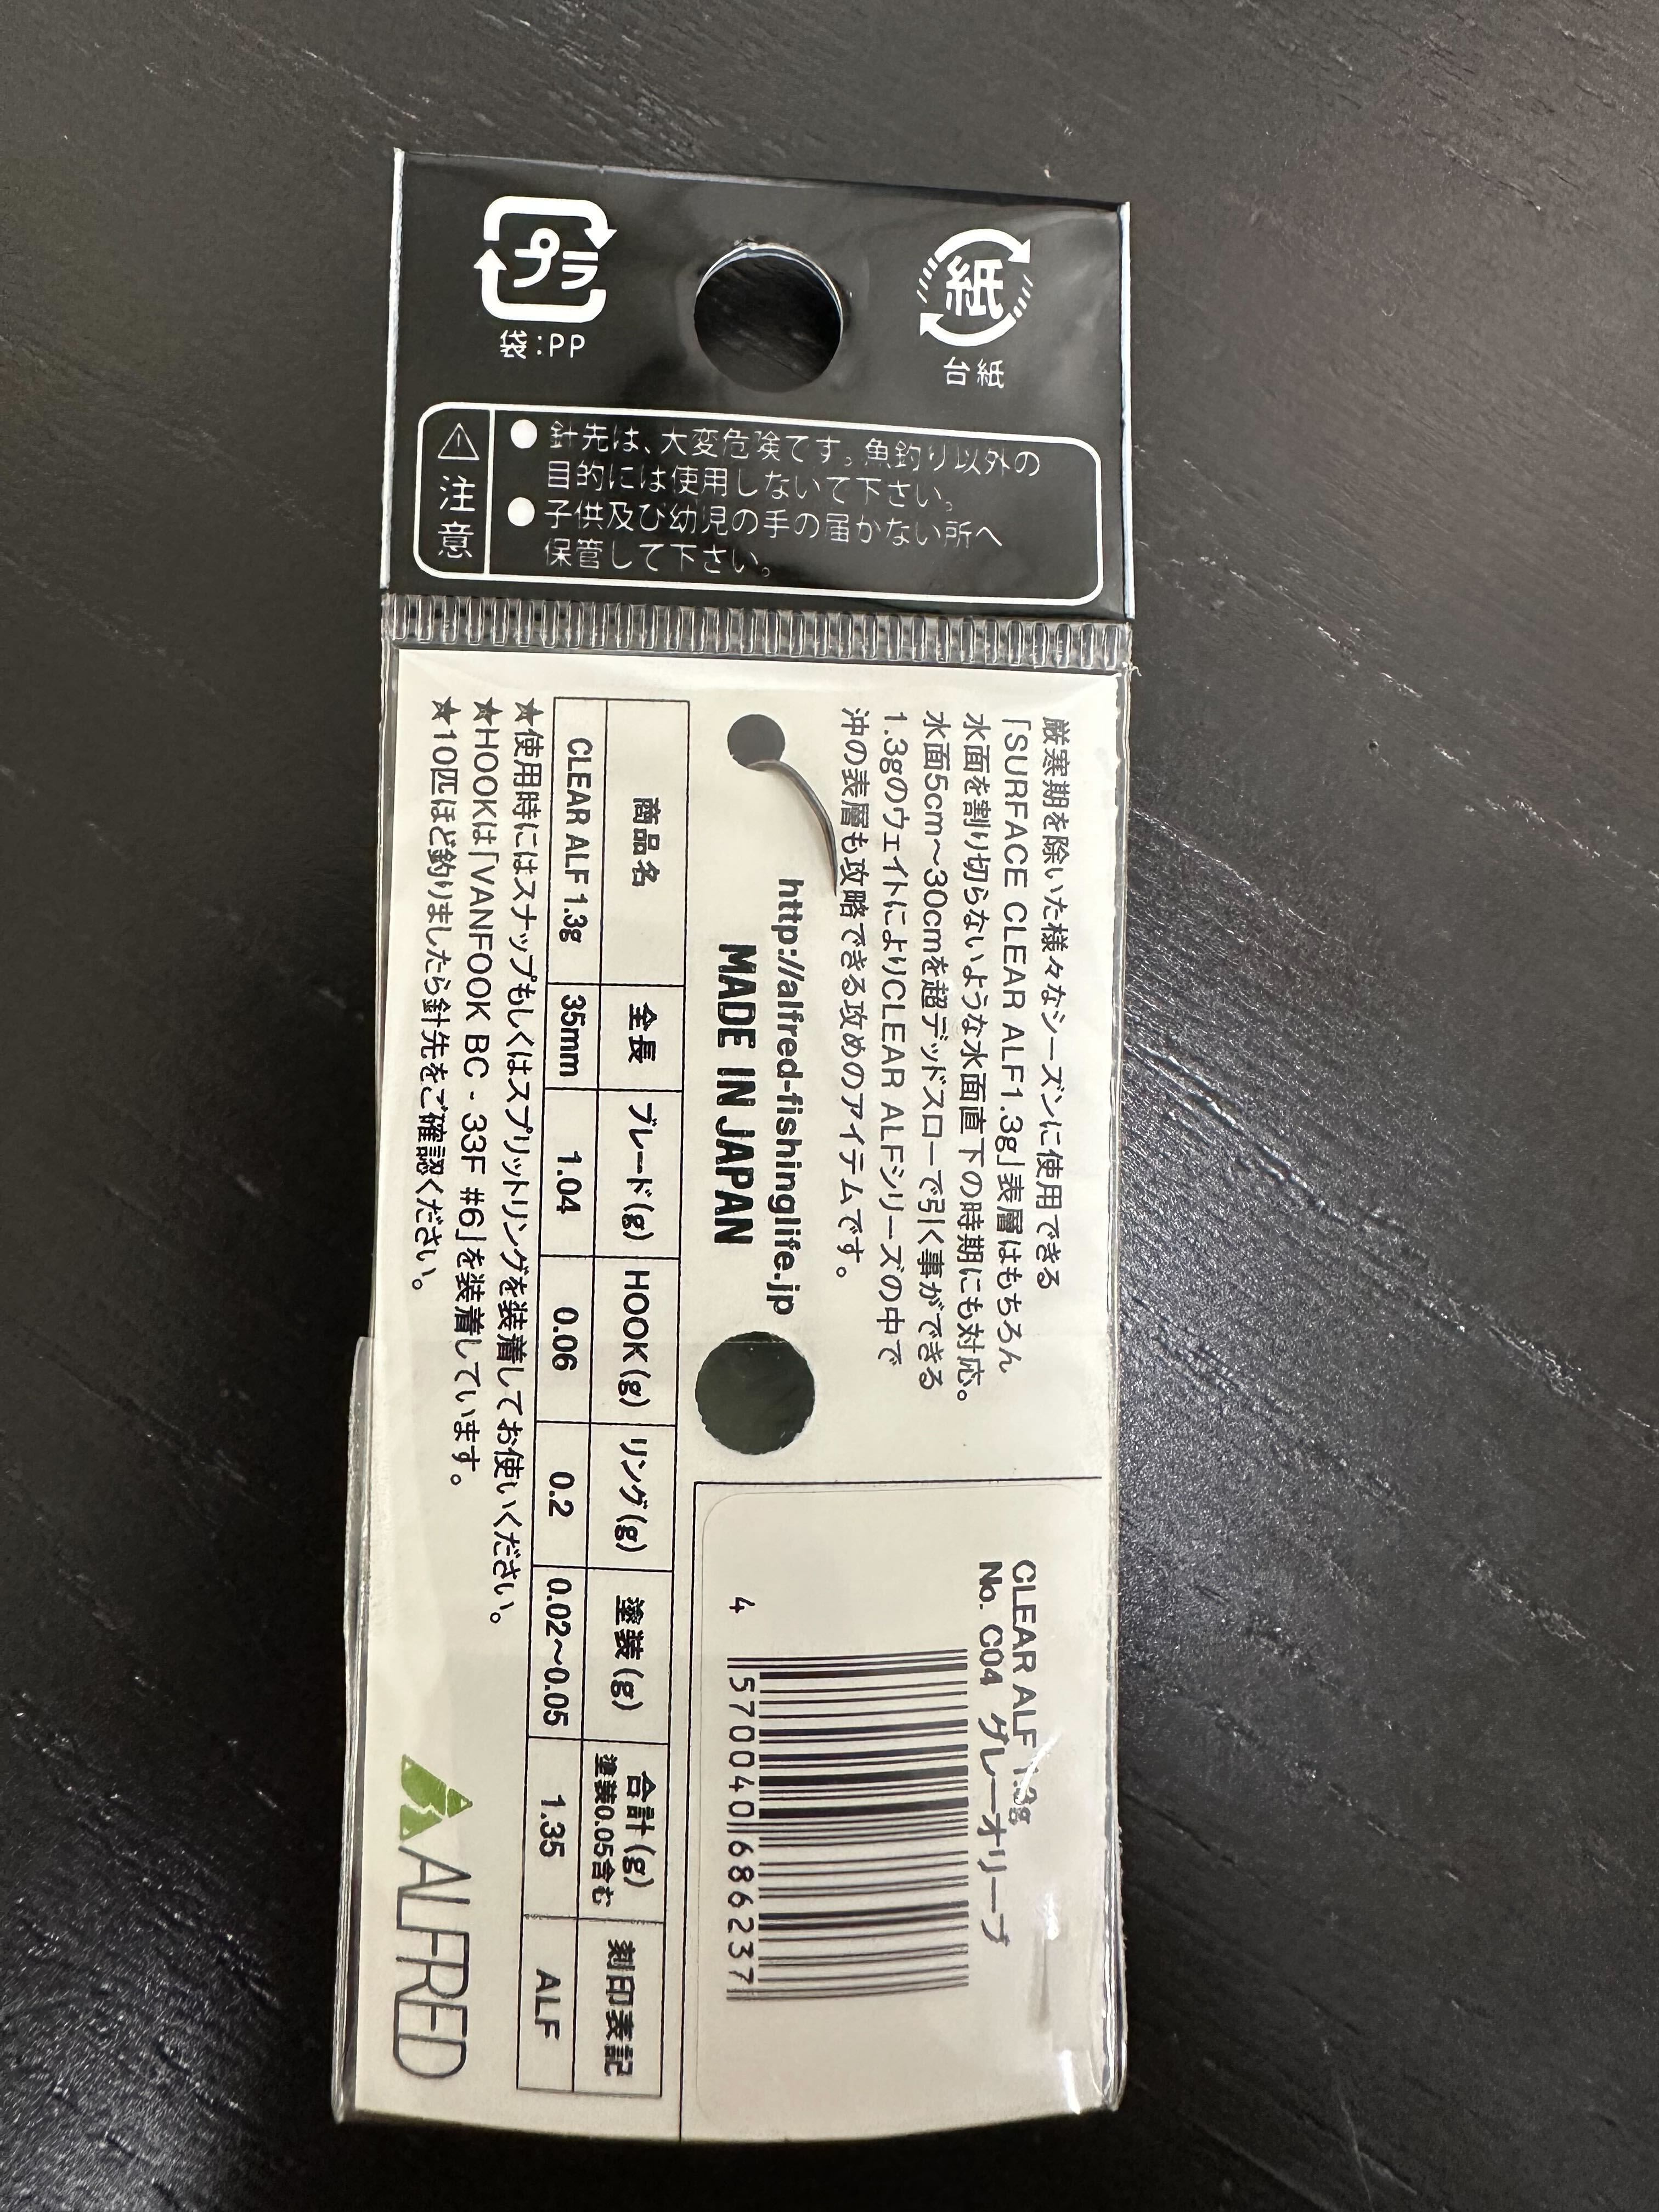 プラ
袋:PP
紙
台紙
注意
●針先は、大変危険です。魚釣り以外の
目的には使用しないで下さい。
●子供及び幼児の手の届かない所へ
保管して下さい。
厳寒期を除いた様々なシーズンに使用できる
「SURFACE CLEAR ALF1.3g」表層はもちろん
水面を割り切らないような水面直下の時期にも対応。
水面5cm〜30cmを超デッドスローで引く事ができる
1.3gのウェイトによりCLEAR ALFシリーズの中で
沖の表層も攻略できる攻めのアイテムです。
http://alfred-fishinglife.jp
MADE IN JAPAN
CLEAR ALF 1.3g
No. C04 グレーオリーブ
4 570040 686237
商品名 全長 ブレード(g) HOOK(g) リング(g) 塗装(g) 合計(g) 塗装0.05含む 刻印表記
CLEAR ALF 1.3g 35mm 1.04 0.06 0.2 0.02〜0.05 1.35 ALF
★使用時にはスナップもしくはスプリットリングを装着してお使いください。
★HOOKは「VANFOOK BC - 33F #6」を装着しています。
★10匹ほど釣りましたら針先をご確認ください。
ALFRED